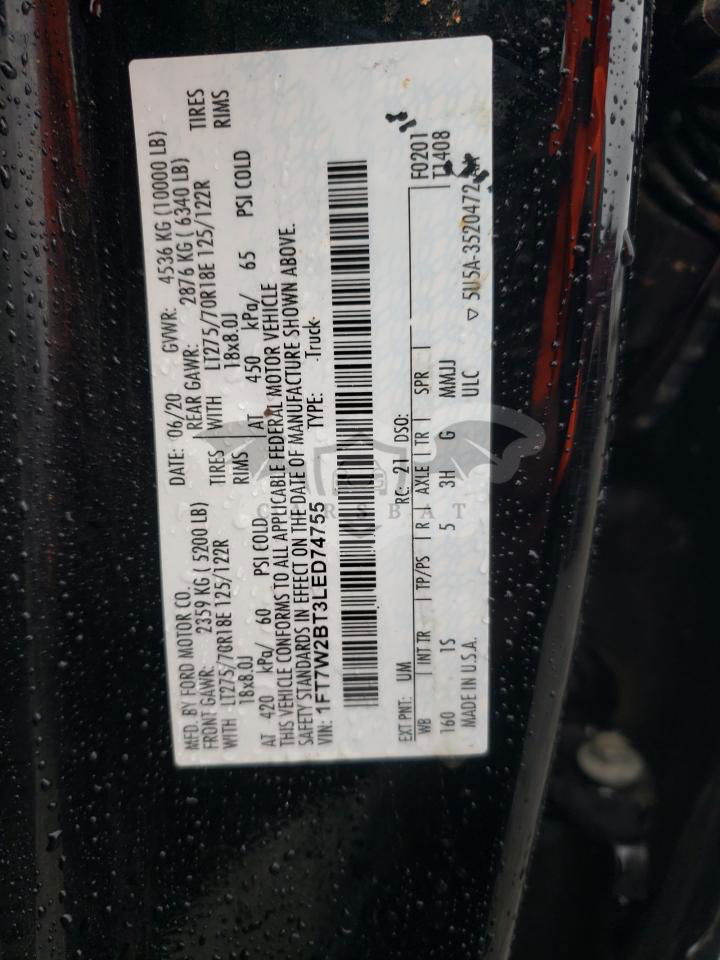 MFD. BY FORD MOTOR CO.
DATE: 06/20 GVWR: 4536 KG (10000 LB)
FRONT GAWR: 2359 KG ( 5200 LB) REAR GAWR: 2876 KG ( 6340 LB)
WITH LT275/70R18E 125/122R TIRES WITH LT275/70R18E 125/122R TIRES
18x8.0J RIMS 18x8.0J RIMS
AT 420 kPa/ 60 PSI COLD AT 450 kPa/ 65 PSI COLD
THIS VEHICLE CONFORMS TO ALL APPLICABLE FEDERAL MOTOR VEHICLE
SAFETY STANDARDS IN EFFECT ON THE DATE OF MANUFACTURE SHOWN ABOVE.
VIN: 1FT7W2BT3LED74755 TYPE: Truck
EXT PNT: UM RC: 21 DSO: F0201
WB INT TR TP/PS R AXLE TR SPR T1408
160 IS 5 3H G MMJJ
MADE IN U.S.A. ULC ▽ 5U5A-3520472
CARSBAT